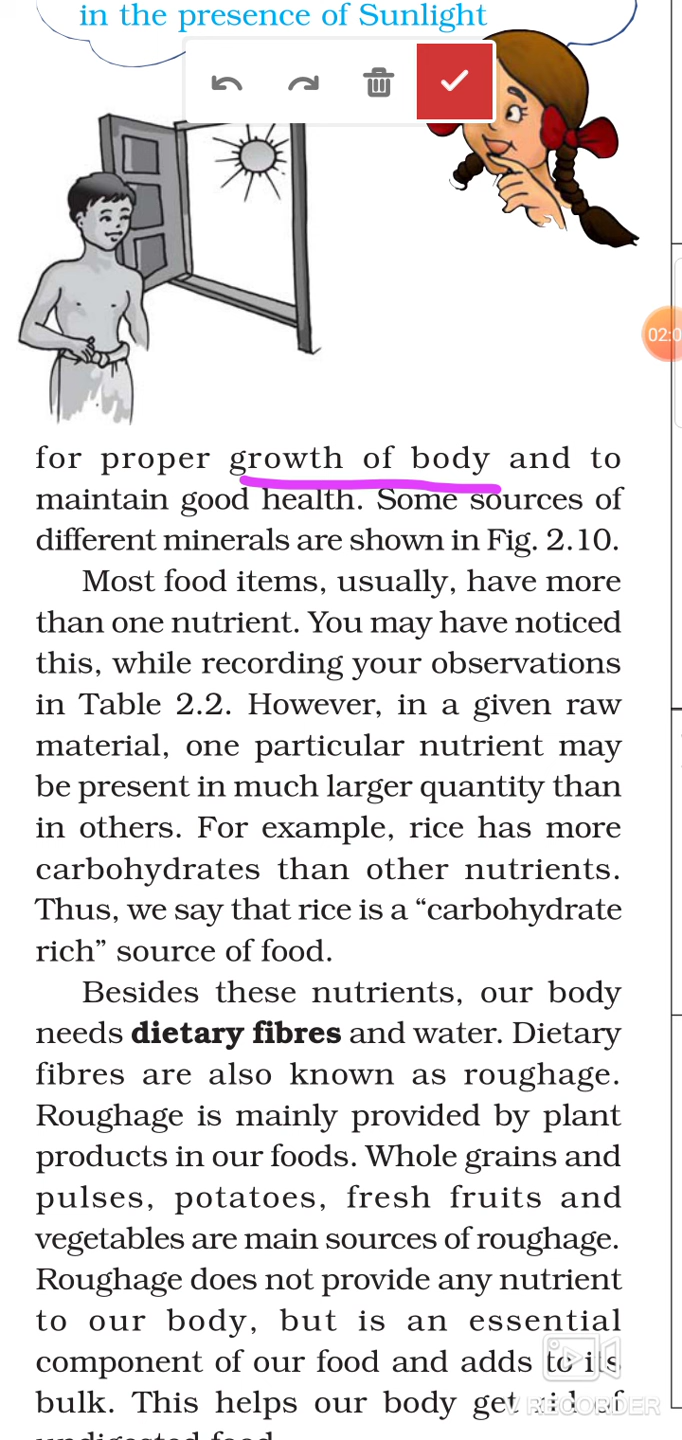 in the presence of Sunlight
02:0
for proper growth of body and to
maintain good health. Some sources of
different minerals are shown in Fig. 2.10.
Most food items, usually, have more
than one nutrient. You may have noticed
this, while recording your observations
in Table 2.2. However, in a given raw
material, one particular nutrient may
be present in much larger quantity than
in others. For example, rice has more
carbohydrates than other nutrients.
Thus, we say that rice is a “carbohydrate
rich” source of food.
Besides these nutrients, our body
needs dietary fibres and water. Dietary
fibres are also known as roughage.
Roughage is mainly provided by plant
products in our foods. Whole grains and
pulses, potatoes, fresh fruits and
vegetables are main sources of roughage.
Roughage does not provide any nutrient
to our body, but is an essential
component of our food and adds to its
bulk. This helps our body get rid of
undigested food.
V RECORDER